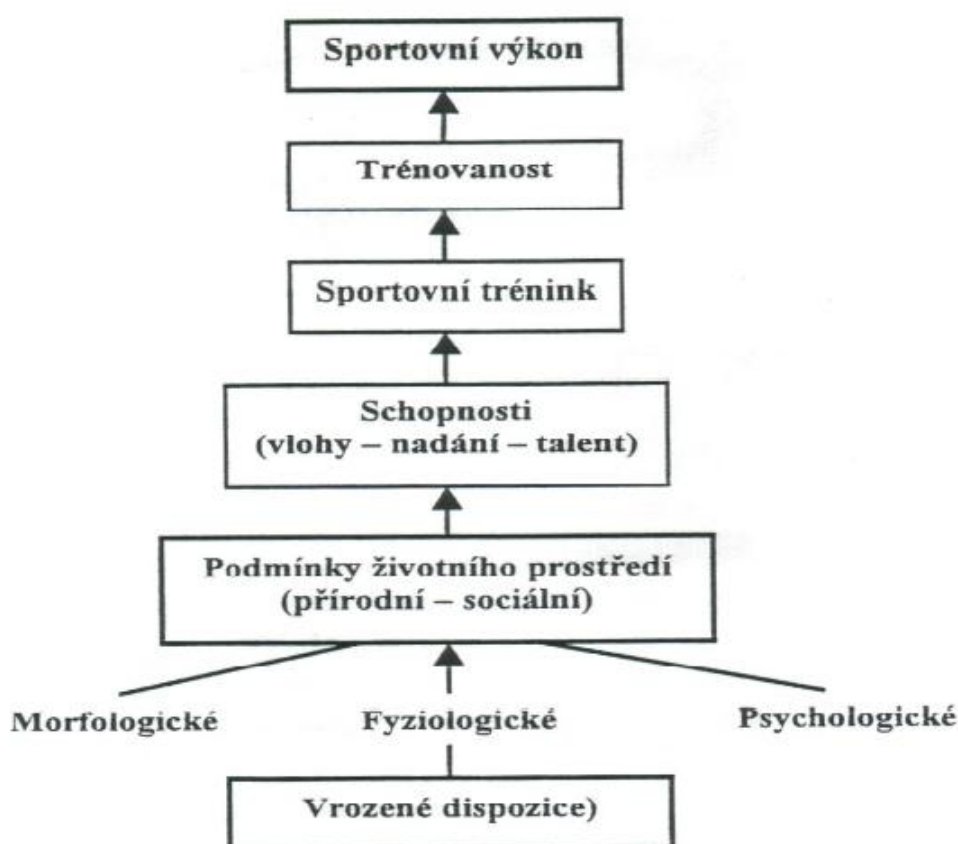 Sportovní výkon
Trénovanost
Sportovní trénink
Schopnosti
(vlohy – nadání – talent)
Podmínky životního prostředí
(přírodní – sociální)
Morfologické
Fyziologické
Psychologické
Vrozené dispozice)